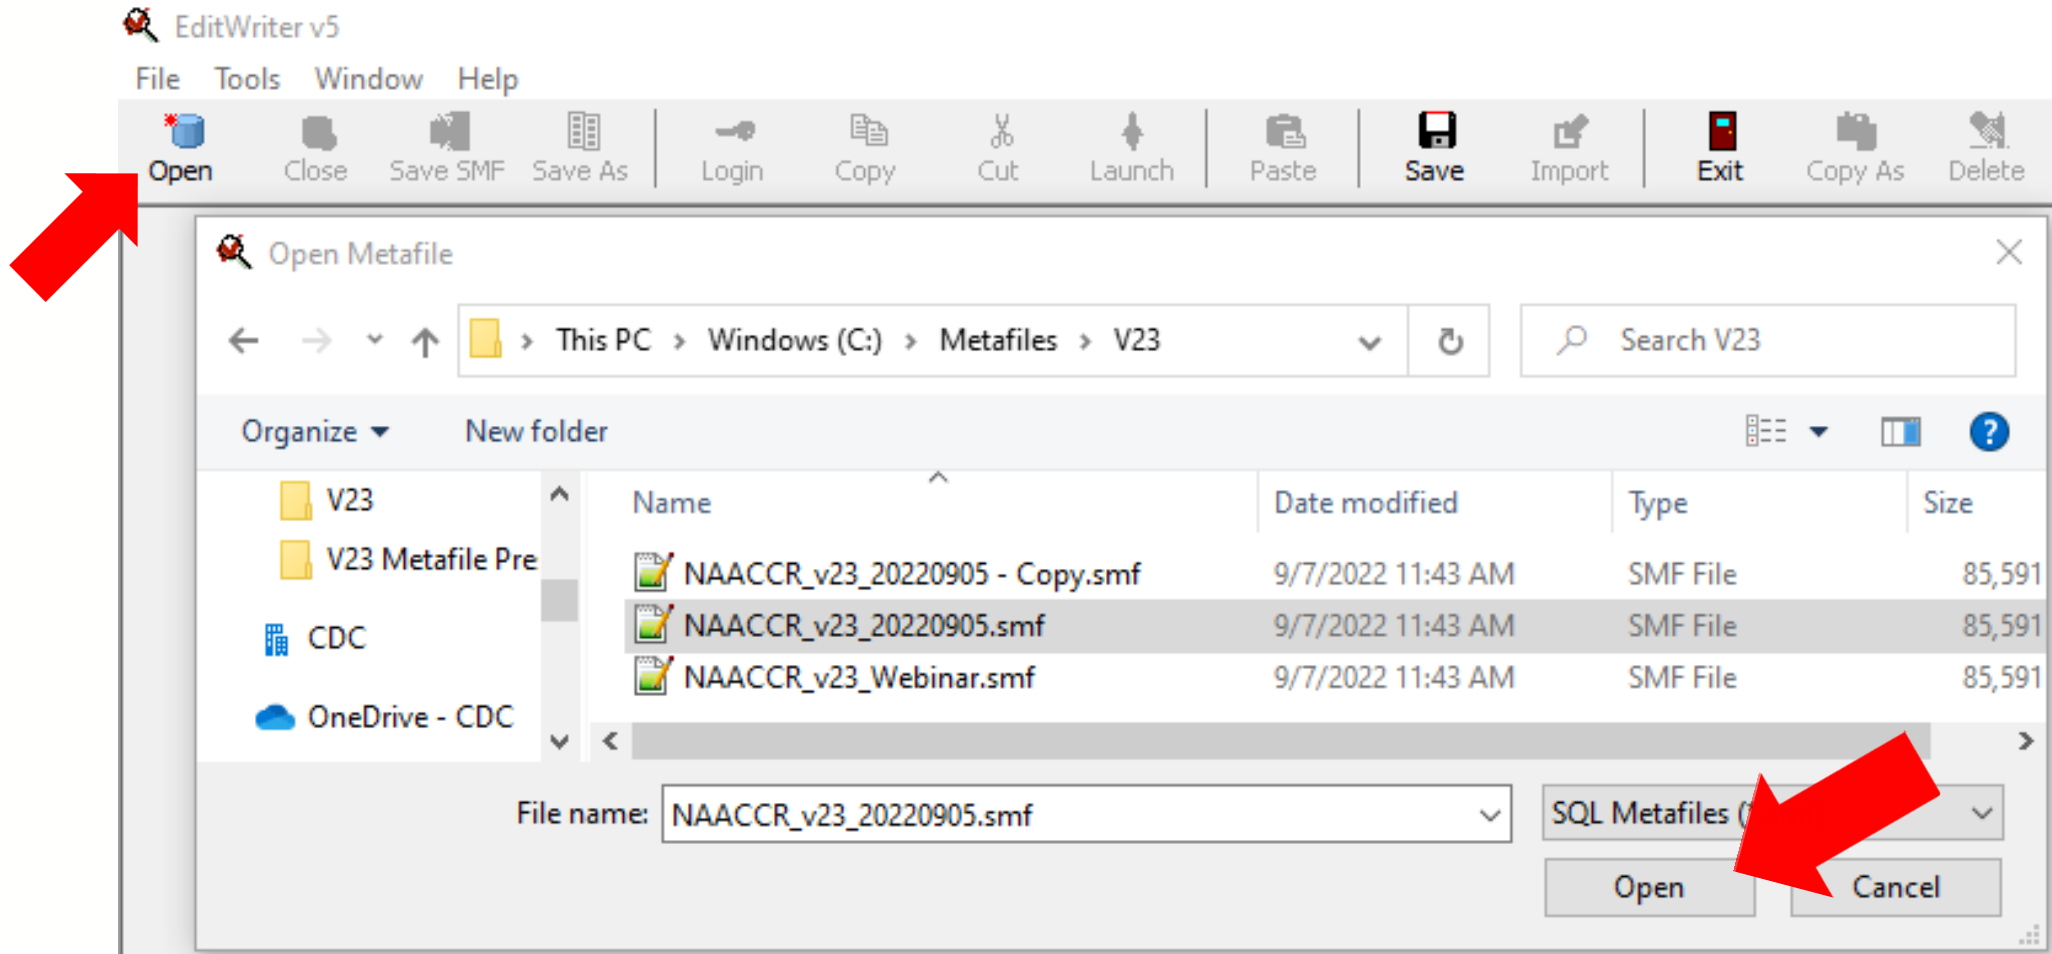 EditWriter v5
File Tools Window Help
Open Close Save SMF Save As Login Copy Cut Launch Paste Save Import Exit Copy As Delete
Open Metafile
This PC > Windows (C:) > Metafiles > V23
Search V23
Organize New folder
?
V23
V23 Metafile Pre
CDC
OneDrive - CDC
Name Date modified Type Size
NAACCR_v23_20220905 - Copy.smf 9/7/2022 11:43 AM SMF File 85,591
NAACCR_v23_20220905.smf 9/7/2022 11:43 AM SMF File 85,591
NAACCR_v23_Webinar.smf 9/7/2022 11:43 AM SMF File 85,591
File name: NAACCR_v23_20220905.smf SQL Metafiles (
Open Cancel